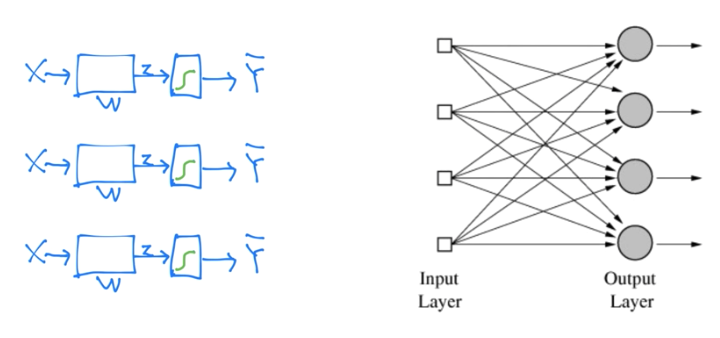 X z Ȳ
W
X z Ȳ
W
X z Ȳ
W
Input Output
Layer Layer